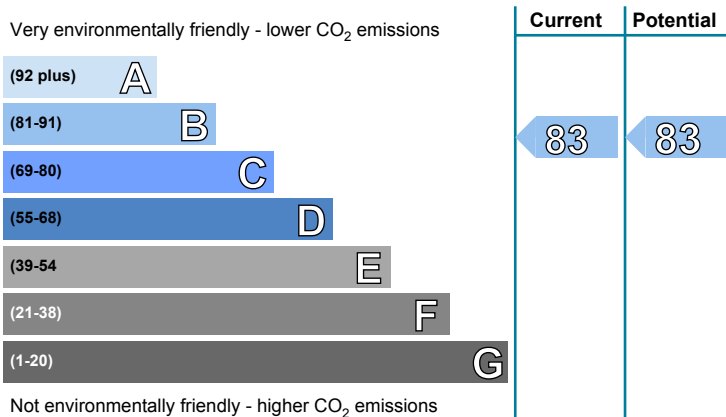 Current Potential
Very environmentally friendly - lower CO2 emissions
(92 plus) A
(81-91) B
83 83
(69-80) C
(55-68) D
(39-54 E
(21-38) F
(1-20) G
Not environmentally friendly - higher CO2 emissions